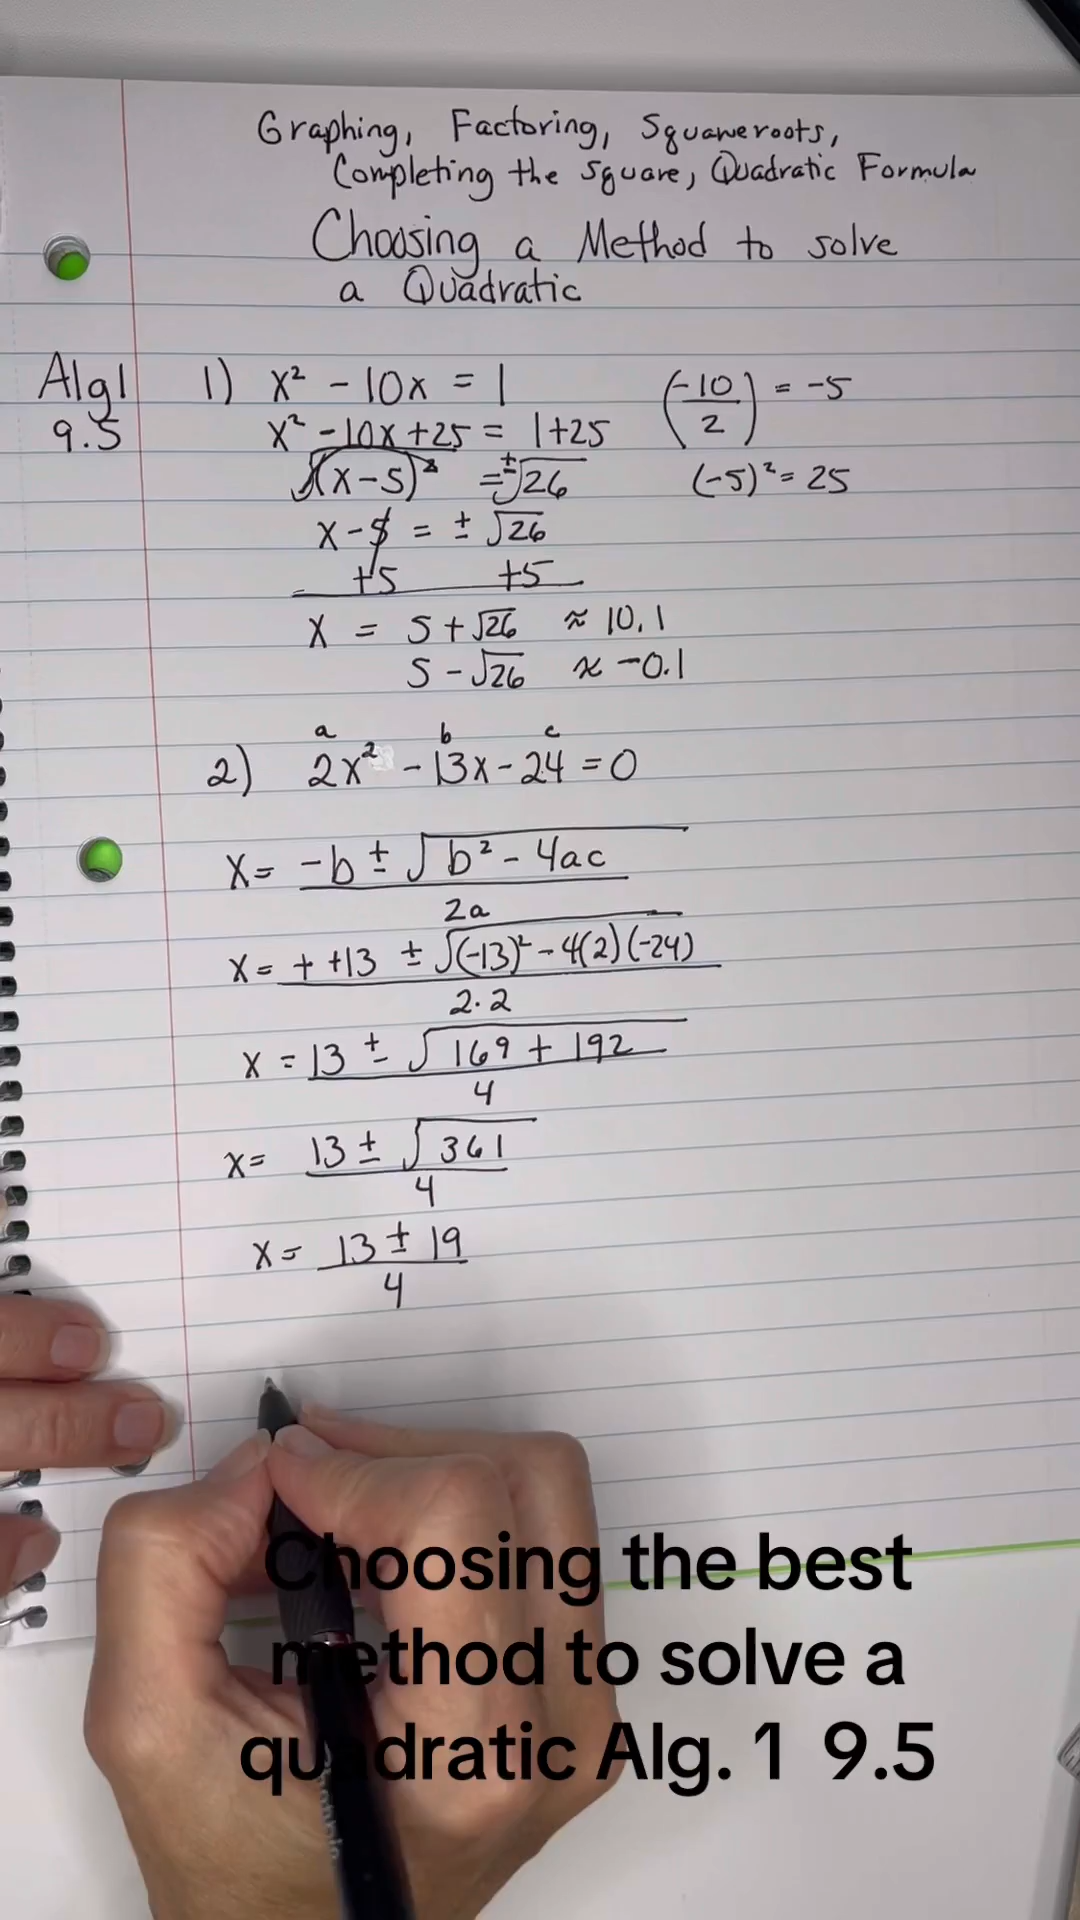 Graphing, Factoring, Squareroots,
Completing the square, Quadratic Formula
Choosing a Method to solve
a Quadratic
Alg1
9.5
1) x² - 10x = 1
(-10/2) = -5
x² - 10x + 25 = 1 + 25
√(x-5)² = ±√26
(-5)² = 25
x - 5 = ± √26
+5 +5
x = 5 + √26 ≈ 10.1
5 - √26 ≈ -0.1
a b c
2) 2x² - 13x - 24 = 0
x = -b ± √b² - 4ac
2a
x = + +13 ± √(-13)² - 4(2)(-24)
2·2
x = 13 ± √169 + 192
4
x = 13 ± √361
4
x = 13 ± 19
4
Choosing the best
method to solve a
quadratic Alg. 1 9.5